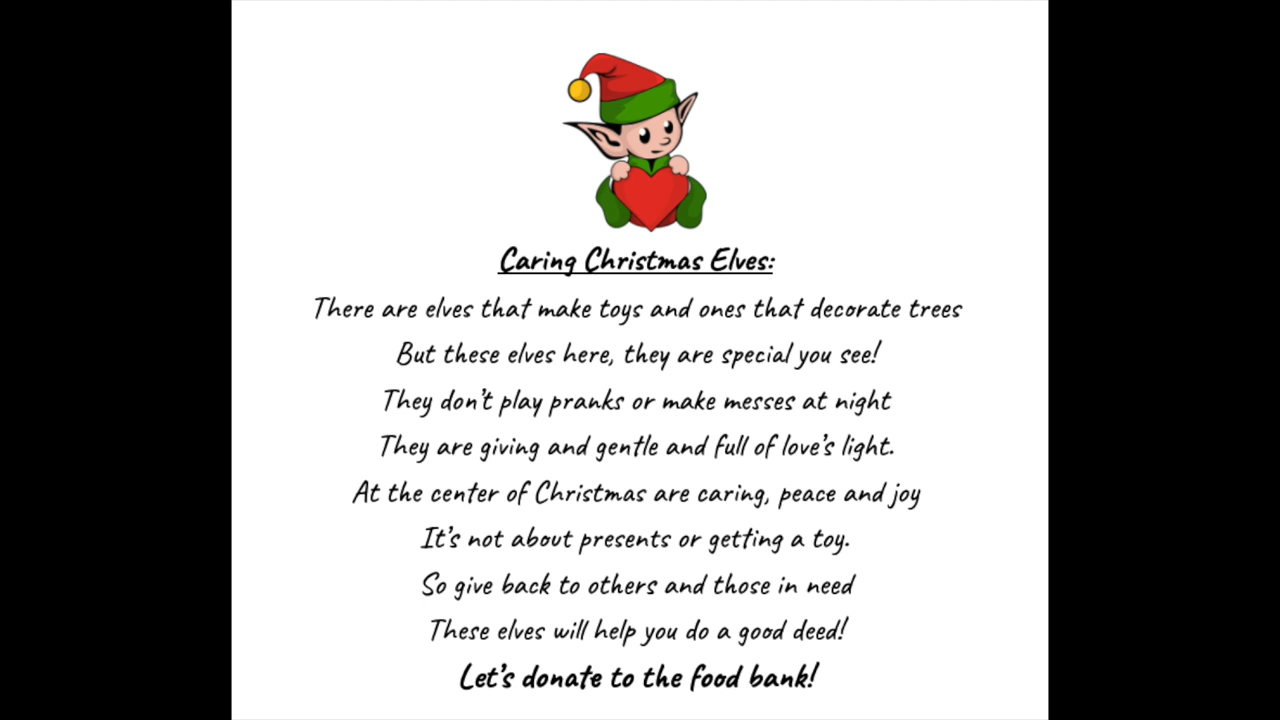 Caring Christmas Elves:
There are elves that make toys and ones that decorate trees
But these elves here, they are special you see!
They don't play pranks or make messes at night
They are giving and gentle and full of love's light.
At the center of Christmas are caring, peace and joy
It's not about presents or getting a toy.
So give back to others and those in need
These elves will help you do a good deed!
Let's donate to the food bank!